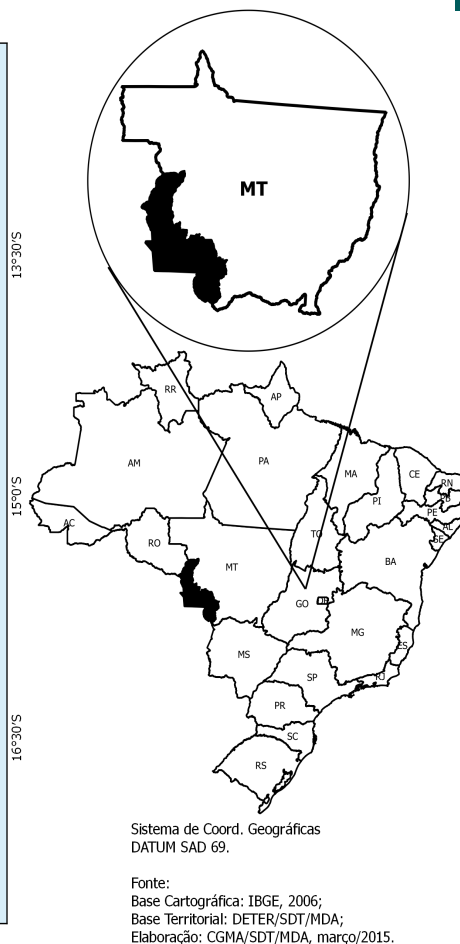 MT
13°30'S
15°0'S
16°30'S
RR
AP
AM
PA
MA
CE
RN
PB
PE
AL
SE
PI
AC
RO
TO
BA
MT
GO
DF
MG
ES
MS
SP
RJ
PR
SC
RS
Sistema de Coord. Geográficas
DATUM SAD 69.
Fonte:
Base Cartográfica: IBGE, 2006;
Base Territorial: DETER/SDT/MDA;
Elaboração: CGMA/SDT/MDA, março/2015.